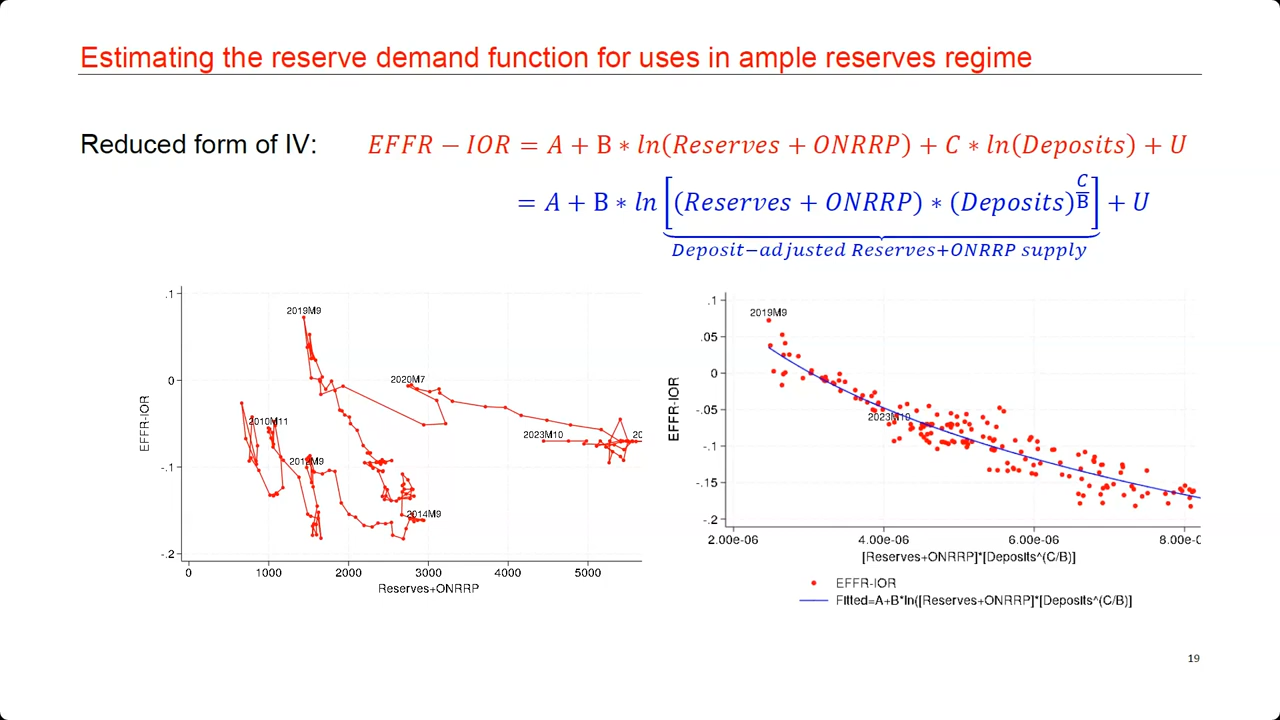 Estimating the reserve demand function for uses in ample reserves regime
Reduced form of IV: EFFR − IOR = A + B ∗ ln(Reserves + ONRRP) + C ∗ ln(Deposits) + U
= A + B ∗ ln [(Reserves + ONRRP) ∗ (Deposits)^(C/B)] + U
Deposit−adjusted Reserves+ONRRP supply
.1
0
-.1
-.2
EFFR-IOR
2019M9
2020M7
2010M11
2023M10
2014M9
0 1000 2000 3000 4000 5000
Reserves+ONRRP
.1
.05
0
-.05
-.1
-.15
-.2
EFFR-IOR
2019M9
2023M10
2.00e-06 4.00e-06 6.00e-06
[Reserves+ONRRP]*[Deposits^(C/B)]
EFFR-IOR
Fitted=A+B*ln([Reserves+ONRRP]*[Deposits^(C/B)]
19